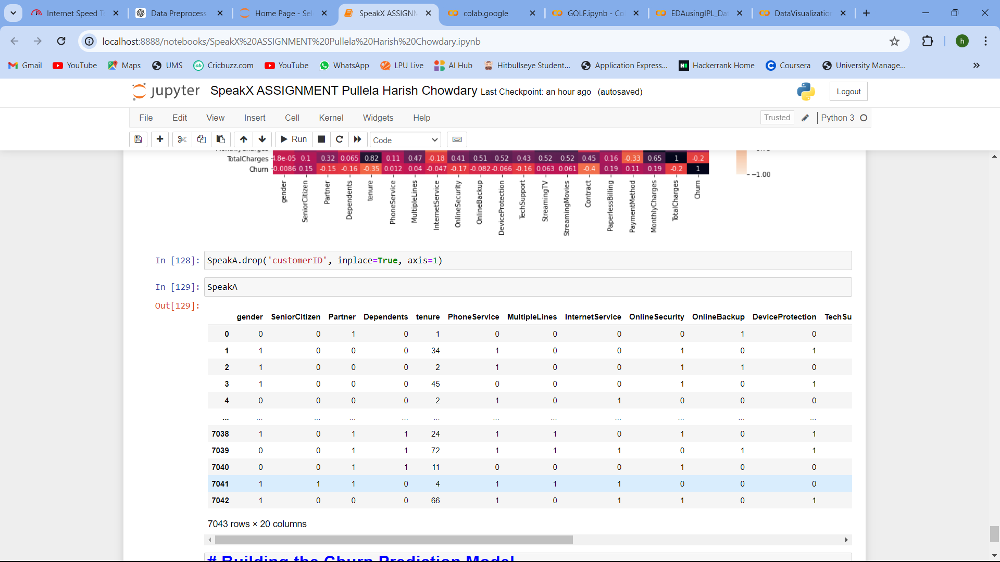 Internet Speed T
Data Preprocess
Home Page - Sel
SpeakX ASSIGNM
colab.google
GOLF.ipynb - Co
EDAusingIPL_Da
DataVisualization
localhost:8888/notebooks/SpeakX%20ASSIGNMENT%20Pullela%20Harish%20Chowdary.ipynb
h
Gmail YouTube Maps UMS Cricbuzz.com YouTube WhatsApp LPU Live AI Hub Hitbullseye Student... Application Express... Hackerrank Home Coursera University Manage...
jupyter SpeakX ASSIGNMENT Pullela Harish Chowdary Last Checkpoint: an hour ago (autosaved) Logout
File Edit View Insert Cell Kernel Widgets Help Trusted Python 3
Run Code
TotalCharges 4.8e-05 0.1 0.32 0.065 0.82 0.11 0.47 -0.18 0.41 0.51 0.52 0.43 0.52 0.52 0.45 0.16 -0.33 0.65 1 -0.2
Churn -0.0086 0.15 -0.15 -0.16 -0.35 0.012 0.04 -0.047 -0.17 -0.082 -0.066 -0.16 0.063 0.061 -0.4 0.19 0.11 0.19 -0.2 1
-1.00
gender SeniorCitizen Partner Dependents tenure PhoneService MultipleLines InternetService OnlineSecurity OnlineBackup DeviceProtection TechSupport StreamingTV StreamingMovies Contract PaperlessBilling PaymentMethod MonthlyCharges TotalCharges Churn
In [128]: SpeakA.drop('customerID', inplace=True, axis=1)
In [129]: SpeakA
Out[129]:
gender SeniorCitizen Partner Dependents tenure PhoneService MultipleLines InternetService OnlineSecurity OnlineBackup DeviceProtection TechSu
0 0 0 1 0 1 0 0 0 0 1 0
1 1 0 0 0 34 1 0 0 1 0 1
2 1 0 0 0 2 1 0 0 1 1 0
3 1 0 0 0 45 0 0 0 1 0 1
4 0 0 0 0 2 1 0 1 0 0 0
... ... ... ... ... ... ... ... ... ... ... ...
7038 1 0 1 1 24 1 1 0 1 0 1
7039 0 0 1 1 72 1 1 1 0 1 1
7040 0 0 1 1 11 0 0 0 1 0 0
7041 1 1 1 0 4 1 1 1 0 0 0
7042 1 0 0 0 66 1 0 1 1 0 1
7043 rows × 20 columns
# Building the Churn Prediction Model